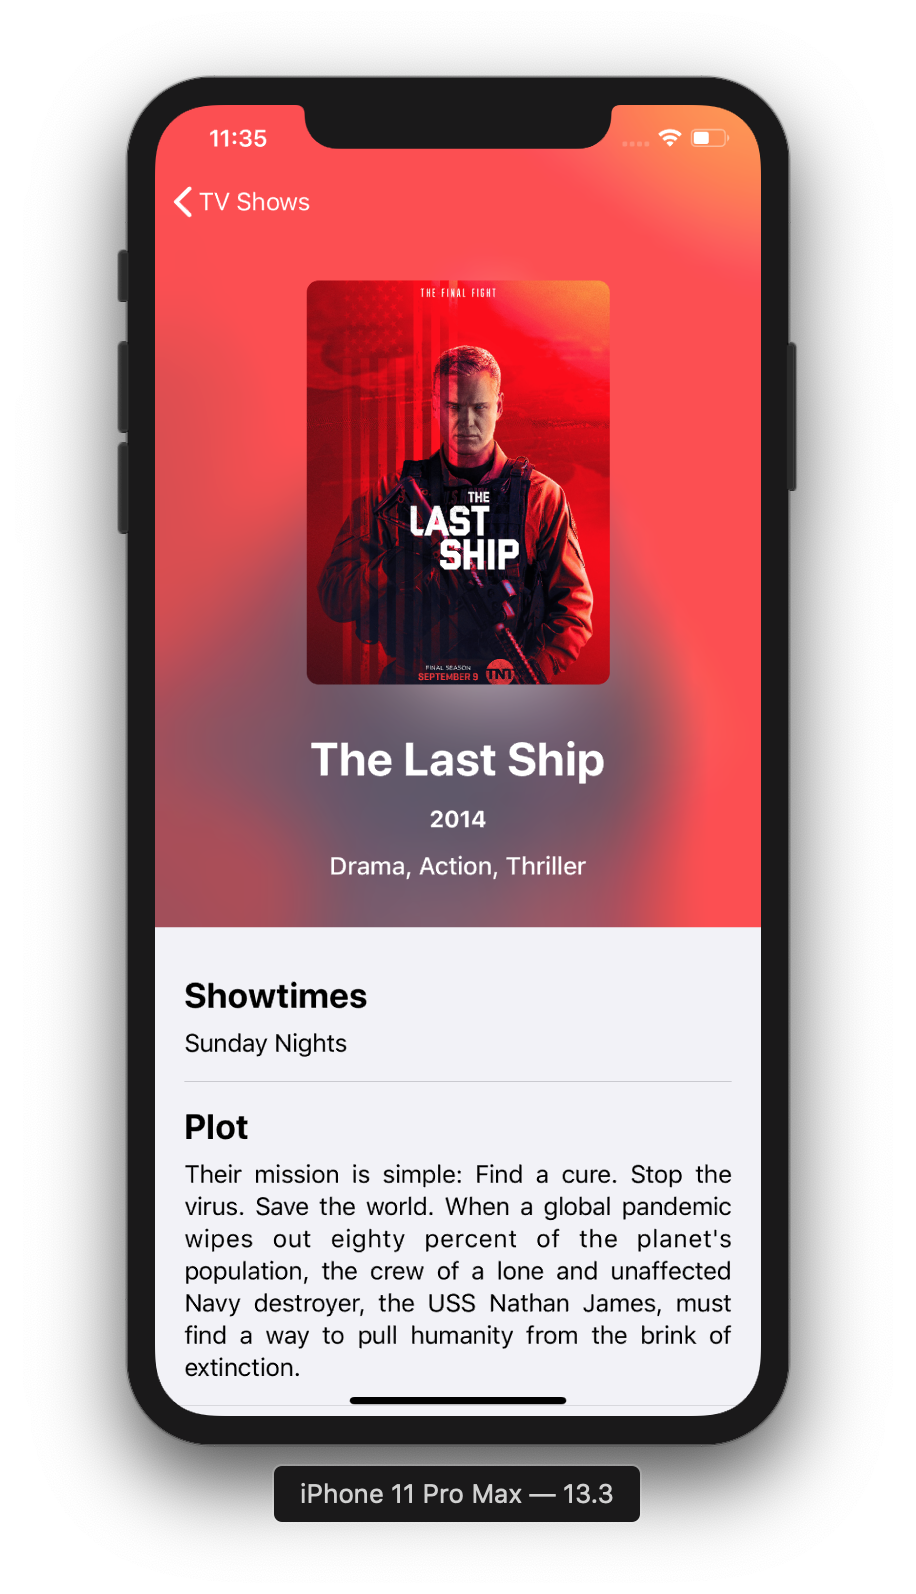 11:35
TV Shows
THE FINAL FIGHT
THE
LAST
SHIP
FINAL SEASON
SEPTEMBER 9 TNT
The Last Ship
2014
Drama, Action, Thriller
Showtimes
Sunday Nights
Plot
Their mission is simple: Find a cure. Stop the
virus. Save the world. When a global pandemic
wipes out eighty percent of the planet's
population, the crew of a lone and unaffected
Navy destroyer, the USS Nathan James, must
find a way to pull humanity from the brink of
extinction.
iPhone 11 Pro Max — 13.3